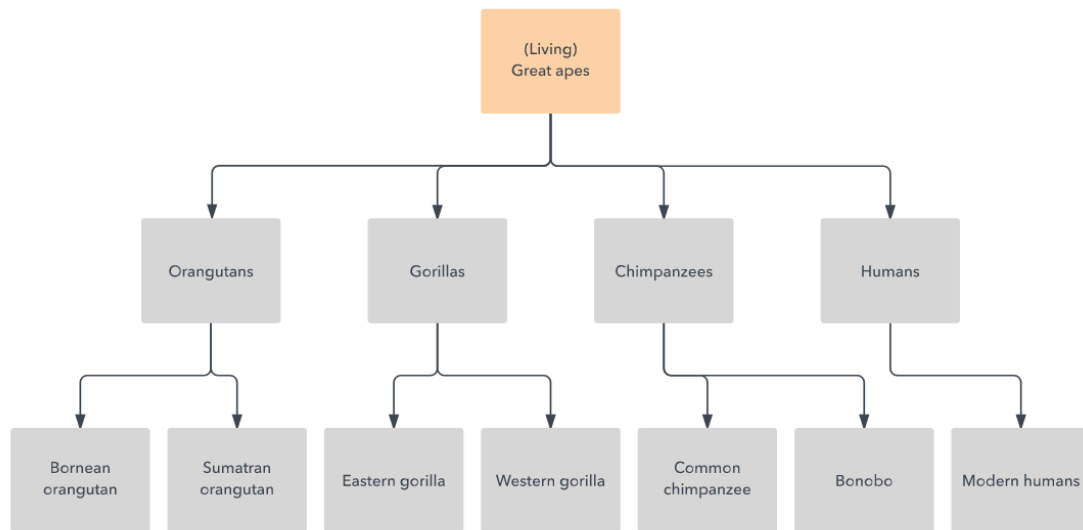 (Living)
Great apes
Orangutans
Gorillas
Chimpanzees
Humans
Bornean
orangutan
Sumatran
orangutan
Eastern gorilla
Western gorilla
Common
chimpanzee
Bonobo
Modern humans